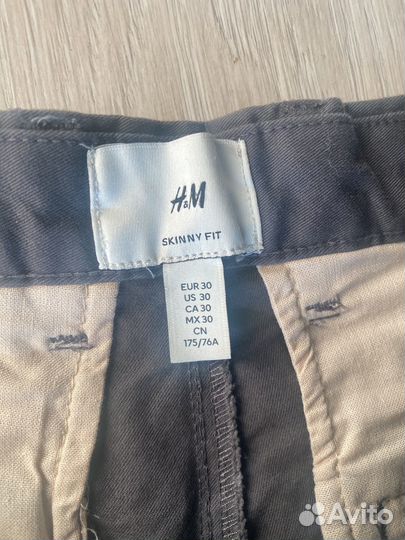 H&M
SKINNY FIT
EUR 30
US 30
CA 30
MX 30
CN
175/76A
Avito